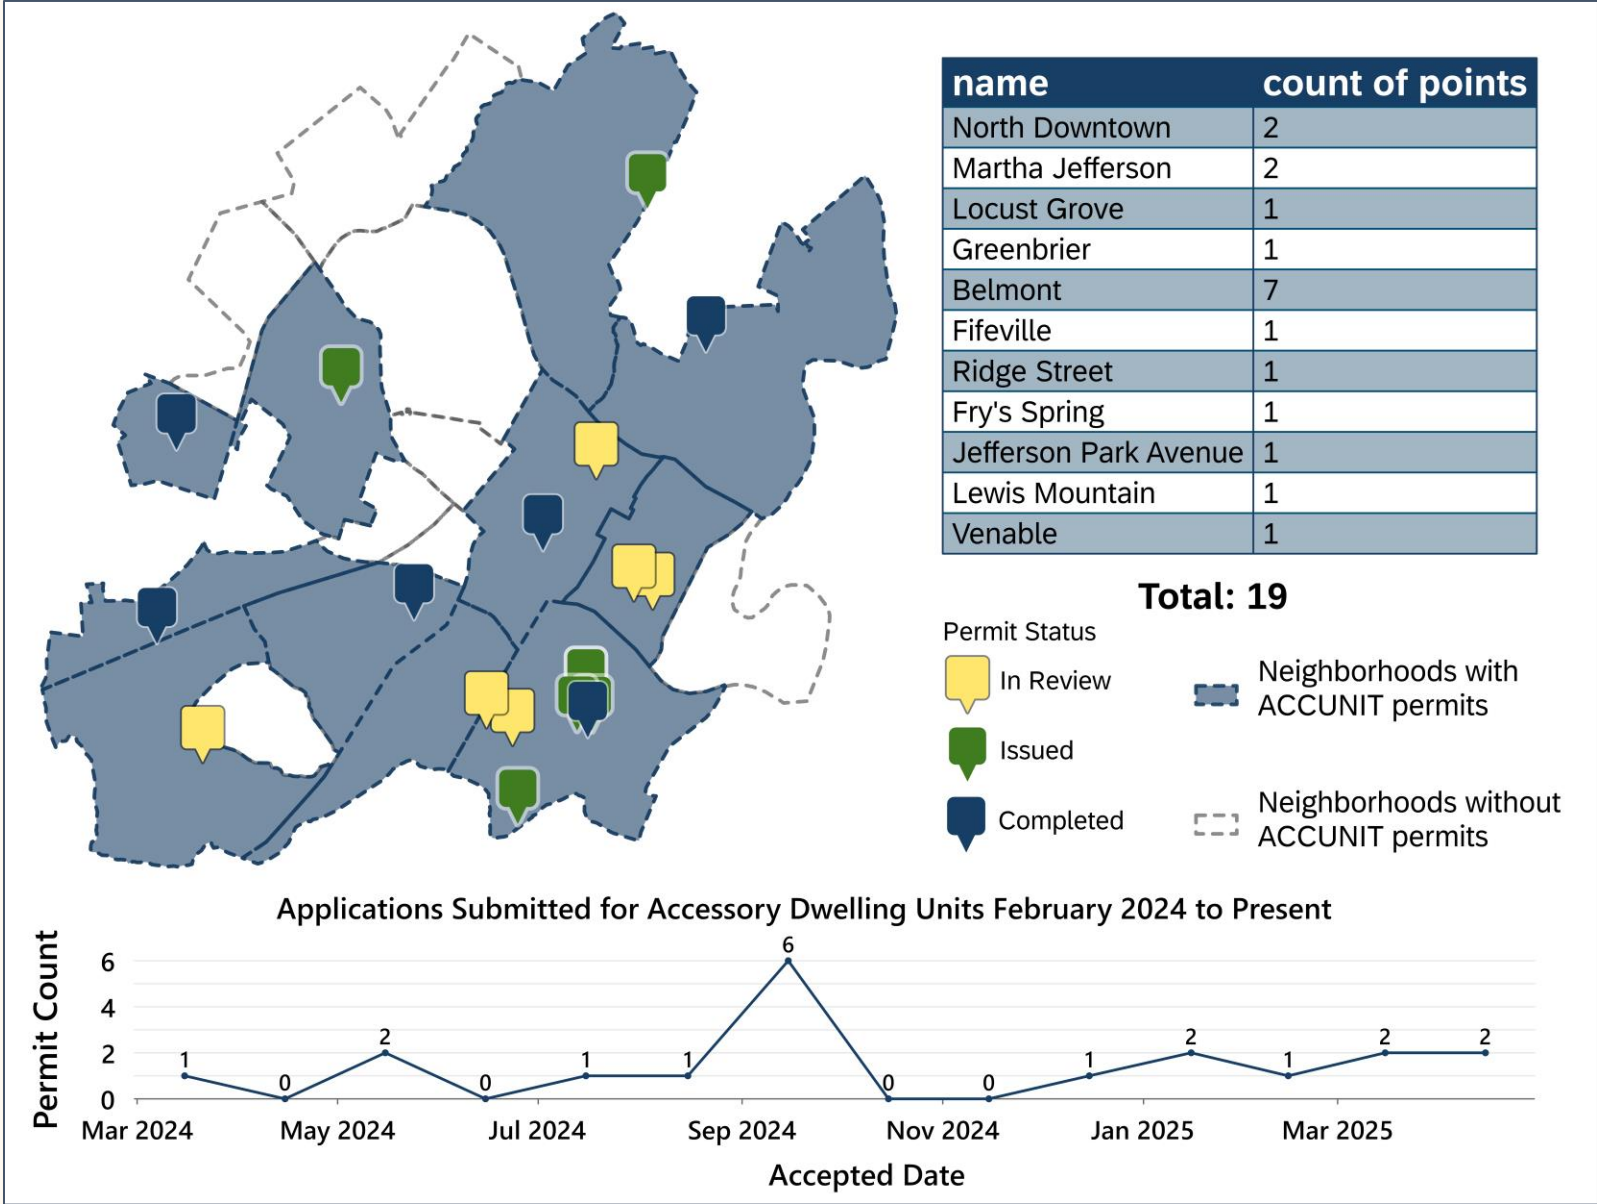 name count of points
North Downtown 2
Martha Jefferson 2
Locust Grove 1
Greenbrier 1
Belmont 7
Fifeville 1
Ridge Street 1
Fry's Spring 1
Jefferson Park Avenue 1
Lewis Mountain 1
Venable 1
Total: 19
Permit Status
In Review
Issued
Completed
Neighborhoods with
ACCUNIT permits
Neighborhoods without
ACCUNIT permits
Applications Submitted for Accessory Dwelling Units February 2024 to Present
Permit Count
6
4
2
0
1 0 2 0 1 1 6 0 0 1 2 1 2 2
Mar 2024 May 2024 Jul 2024 Sep 2024 Nov 2024 Jan 2025 Mar 2025
Accepted Date